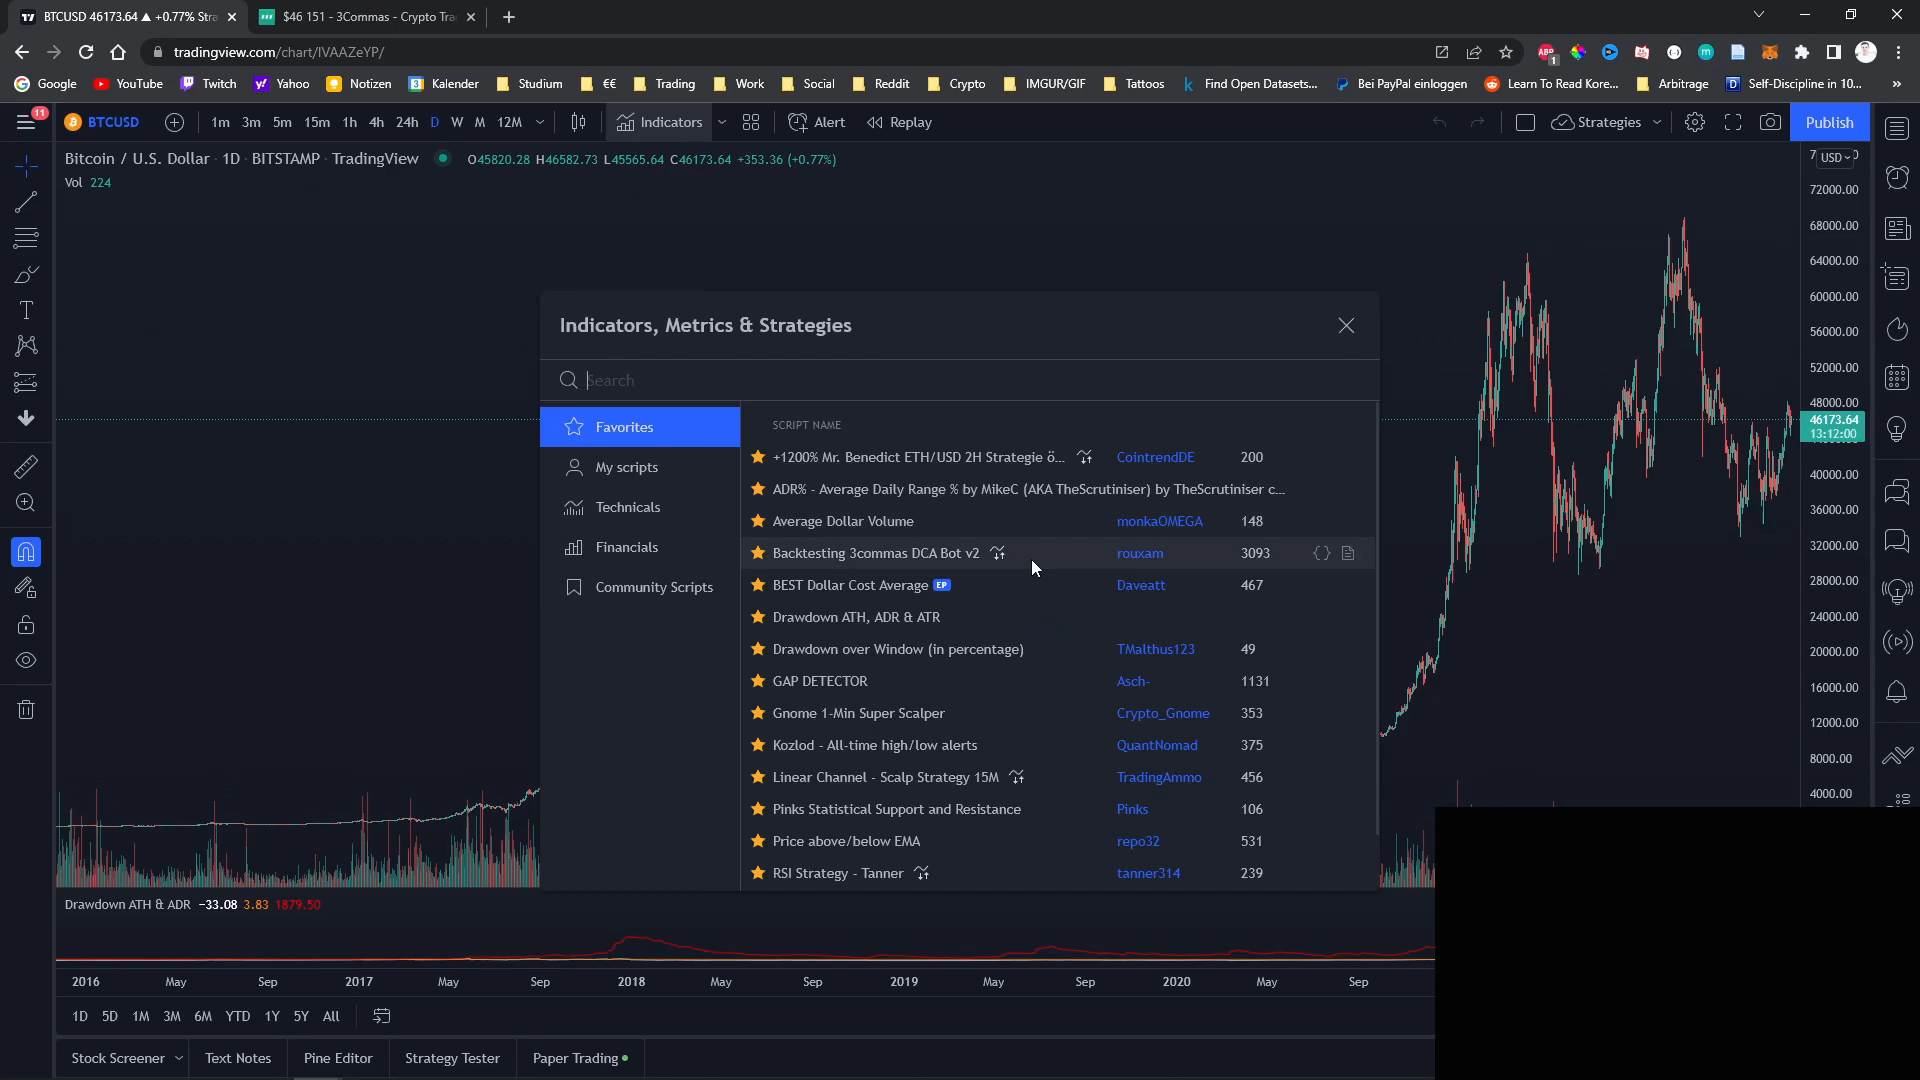 BTCUSD 46173.64 ▲ +0.77% Stra
$46 151 - 3Commas - Crypto Tra
tradingview.com/chart/IVAAZeYP/
ABP
1
Google
YouTube
Twitch
Yahoo
Notizen
Kalender
Studium
€€
Trading
Work
Social
Reddit
Crypto
IMGUR/GIF
Tattoos
Find Open Datasets...
Bei PayPal einloggen
Learn To Read Kore...
Arbitrage
Self-Discipline in 10...
11
BTCUSD
1m 3m 5m 15m 1h 4h 24h D W M 12M
Indicators
Alert
Replay
Strategies
Publish
Bitcoin / U.S. Dollar · 1D · BITSTAMP · TradingView
O45820.28 H46582.73 L45565.64 C46173.64 +353.36 (+0.77%)
Vol 224
USD
72000.00
68000.00
64000.00
60000.00
56000.00
52000.00
48000.00
46173.64
13:12:00
40000.00
36000.00
32000.00
28000.00
24000.00
20000.00
16000.00
12000.00
8000.00
4000.00
Indicators, Metrics & Strategies
Search
Favorites
My scripts
Technicals
Financials
Community Scripts
SCRIPT NAME
+1200% Mr. Benedict ETH/USD 2H Strategie ö... CointrendDE 200
ADR% - Average Daily Range % by MikeC (AKA TheScrutiniser) by TheScrutiniser c...
Average Dollar Volume monkaOMEGA 148
Backtesting 3commas DCA Bot v2 rouxam 3093
BEST Dollar Cost Average EP Daveatt 467
Drawdown ATH, ADR & ATR
Drawdown over Window (in percentage) TMalthus123 49
GAP DETECTOR Asch- 1131
Gnome 1-Min Super Scalper Crypto_Gnome 353
Kozlod - All-time high/low alerts QuantNomad 375
Linear Channel - Scalp Strategy 15M TradingAmmo 456
Pinks Statistical Support and Resistance Pinks 106
Price above/below EMA repo32 531
RSI Strategy - Tanner tanner314 239
Drawdown ATH & ADR −33.08 3.83 1879.50
2016 May Sep 2017 May Sep 2018 May Sep 2019 May Sep 2020 May Sep
1D 5D 1M 3M 6M YTD 1Y 5Y All
Stock Screener
Text Notes
Pine Editor
Strategy Tester
Paper Trading